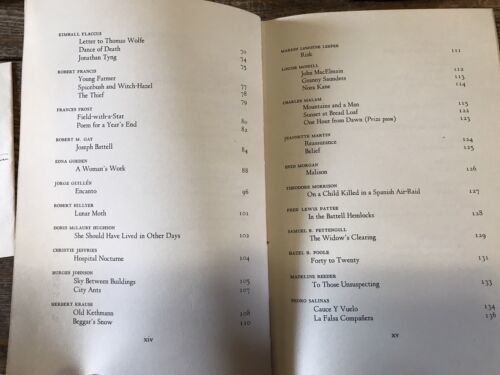 KIMBALL FLACCUS
Letter to Thomas Wolfe 70
Dance of Death 74
Jonathan Tyng 75
ROBERT FRANCIS
Young Farmer 77
Spicebush and Witch-Hazel 78
The Thief 79
FRANCES FROST
Field-with-a-Star 80
Poem for a Year's End 82
ROBERT M. GAY
Joseph Battell 84
EDNA GORDEN
A Woman's Work 88
JORGE GUILLÉN
Encanto 96
ROBERT HILLYER
Lunar Moth 101
DORIS McLAURY HUGHSON
She Should Have Lived in Other Days 102
CHRISTIE JEFFRIES
Hospital Nocturne 104
BURGES JOHNSON
Sky Between Buildings 105
City Ants 107
HERBERT KRAUSE
Old Kethmann 108
Beggar's Snow 110
XIV
MAREEN LONGINE LEEPER
Risk 111
LOUISE McNEILL
John MacElmain 112
Granny Saunders 114
Nora Kane 114
CHARLES MALAM
Mountains and a Man 115
Sunset at Bread Loaf 122
One Hour from Dawn (Prize poem) 123
JEANNETTE MARTIN
Reassurance 124
Belief 125
ENID MORGAN
Malison 126
THEODORE MORRISON
On a Child Killed in a Spanish Air-Raid 127
FRED LEWIS PATTEE
In the Battell Hemlocks 128
SAMUEL B. PETTENGILL
The Widow's Clearing 129
HAZEL B. POOLE
Forty to Twenty 131
MADELINE REEDER
To Those Unsuspecting 133
PEDRO SALINAS
Cauce Y Vuelo 134
La Falsa Compañera 136
XV